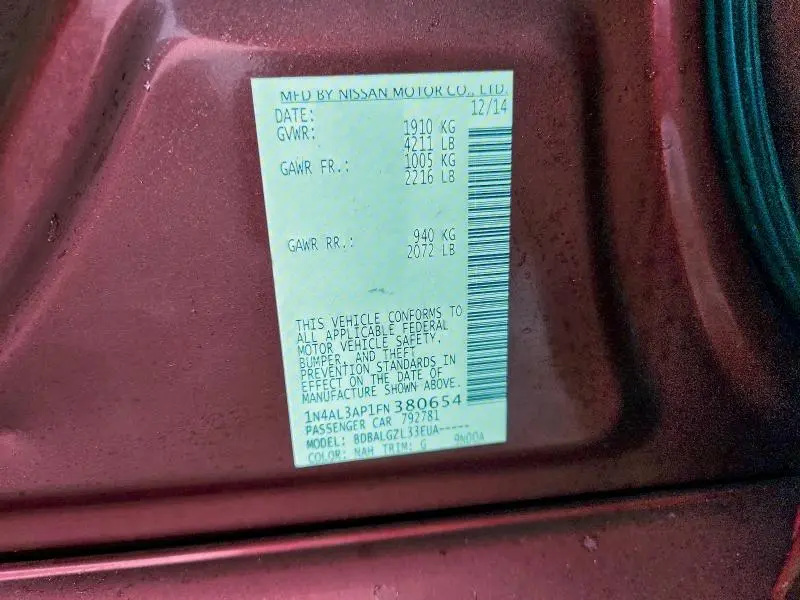 MFD BY NISSAN MOTOR CO., LTD.
DATE: 12/14
GVWR: 1910 KG
4211 LB
GAWR FR.: 1005 KG
2216 LB
GAWR RR.: 940 KG
2072 LB
THIS VEHICLE CONFORMS TO
ALL APPLICABLE FEDERAL
MOTOR VEHICLE SAFETY,
BUMPER, AND THEFT
PREVENTION STANDARDS IN
EFFECT ON THE DATE OF
MANUFACTURE SHOWN ABOVE.
1N4AL3AP1FN380654
PASSENGER CAR 792781
MODEL: BDBALGZL33EUA-----
COLOR: NAH TRIM: G 9N00A